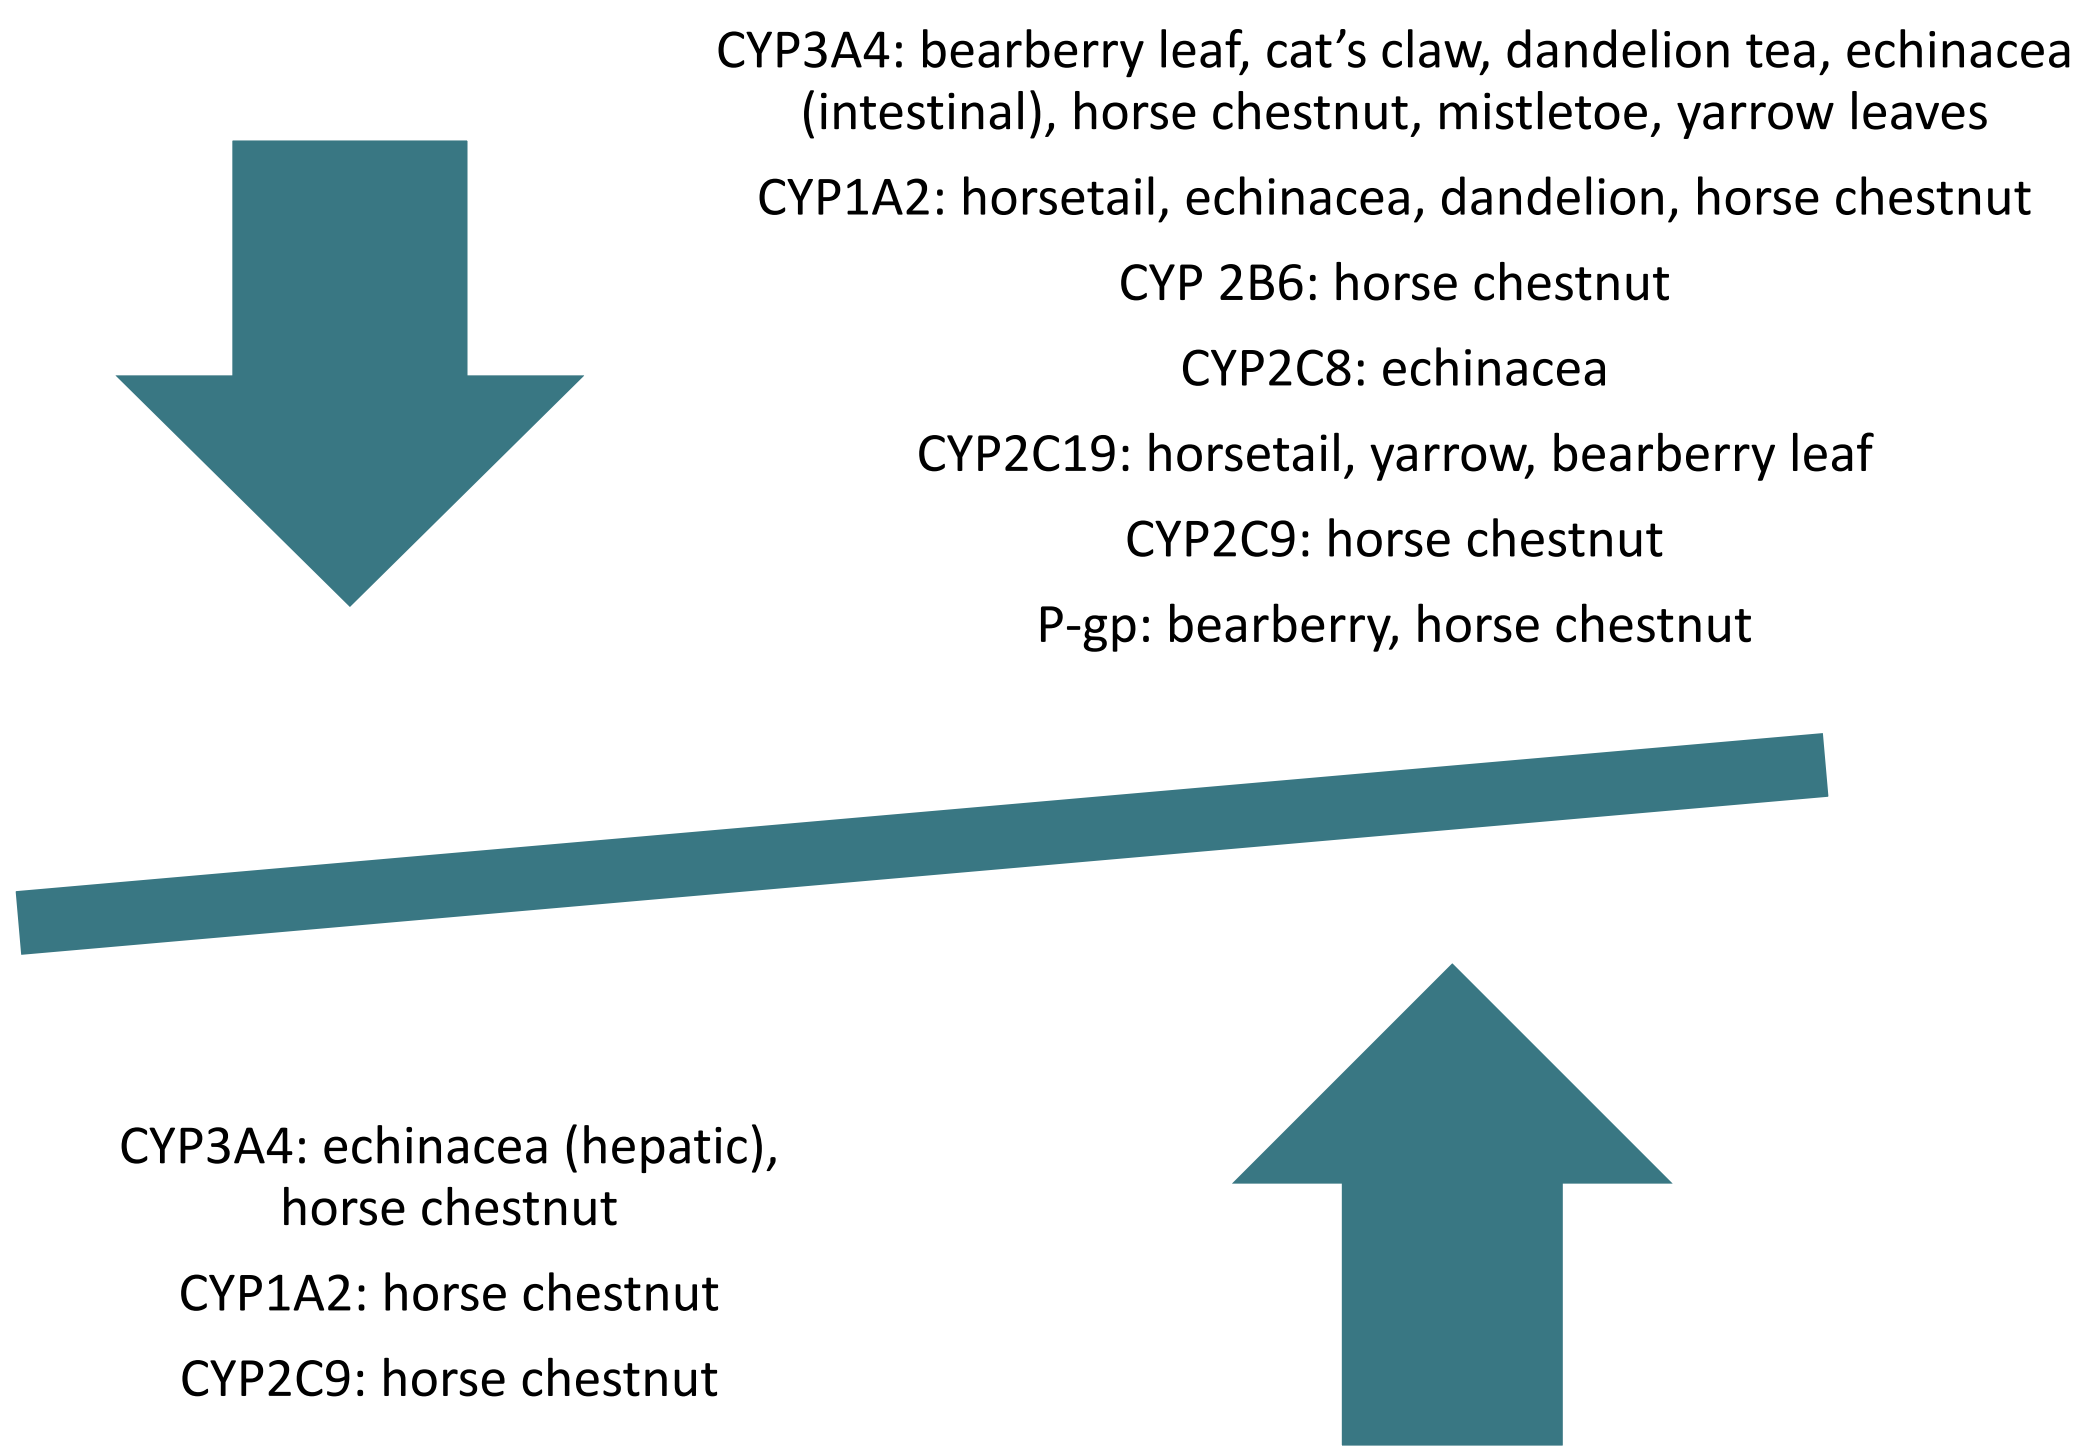 CYP3A4: bearberry leaf, cat’s claw, dandelion tea, echinacea
(intestinal), horse chestnut, mistletoe, yarrow leaves
CYP1A2: horsetail, echinacea, dandelion, horse chestnut
CYP 2B6: horse chestnut
CYP2C8: echinacea
CYP2C19: horsetail, yarrow, bearberry leaf
CYP2C9: horse chestnut
P-gp: bearberry, horse chestnut
CYP3A4: echinacea (hepatic),
horse chestnut
CYP1A2: horse chestnut
CYP2C9: horse chestnut